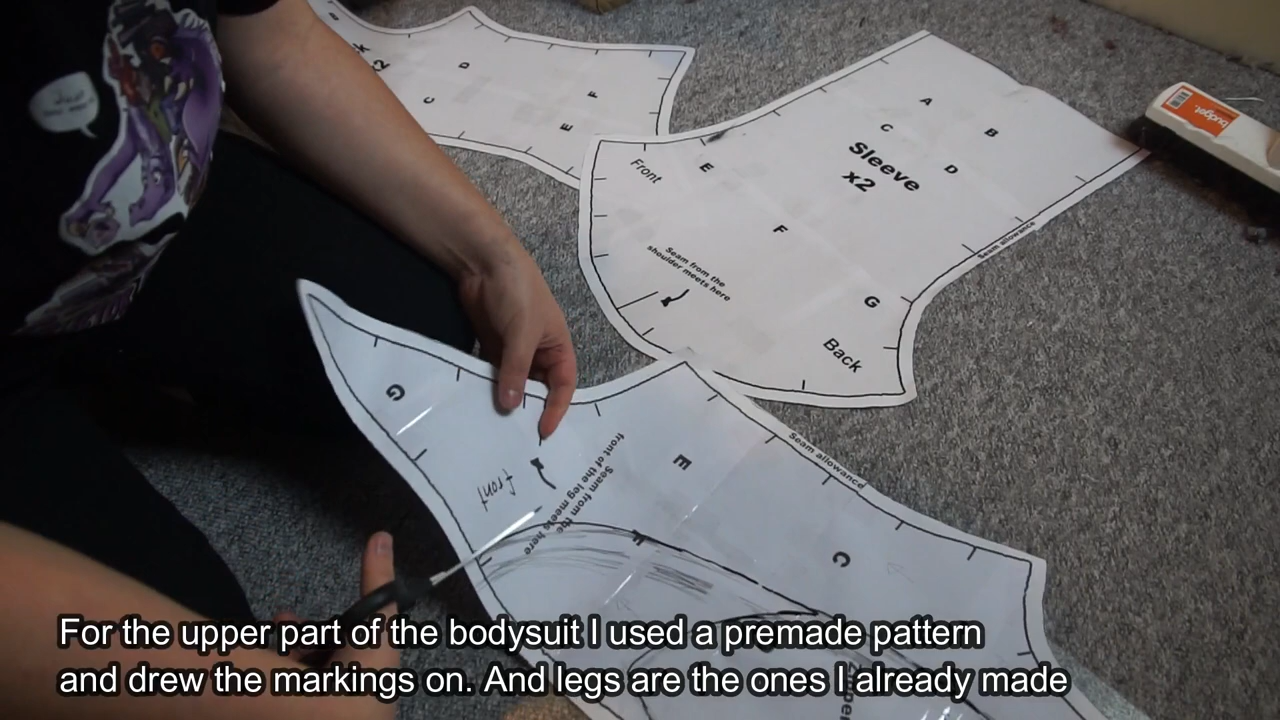 x2
C
D
E
F
A
B
C
D
Sleeve
x2
E
F
G
Front
Back
Seam from the
shoulder meets here
Seam allowance
budget.
G
front
Seam from the
front of the leg meets here
E
F
C
Seam allowance
For the upper part of the bodysuit I used a premade pattern
and drew the markings on. And legs are the ones I already made